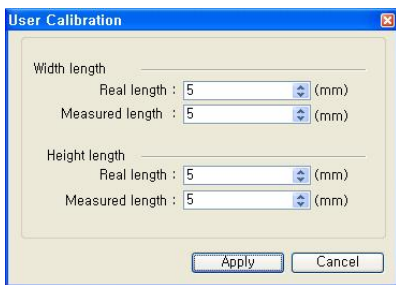 User Calibration
Width length
Real length : 5 (mm)
Measured length : 5 (mm)
Height length
Real length : 5 (mm)
Measured length : 5 (mm)
Apply Cancel